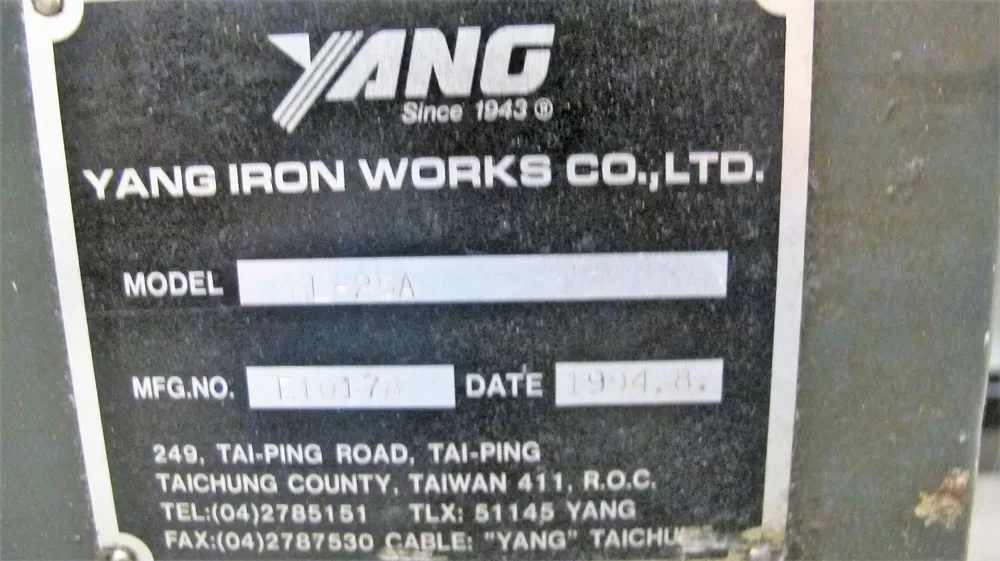 YANG
Since 1943 ®
YANG IRON WORKS CO.,LTD.
MODEL
MFG.NO. DATE 1994.8.
249, TAI-PING ROAD, TAI-PING
TAICHUNG COUNTY, TAIWAN 411, R.O.C.
TEL:(04)2785151 TLX: 51145 YANG
FAX:(04)2787530 CABLE: "YANG"